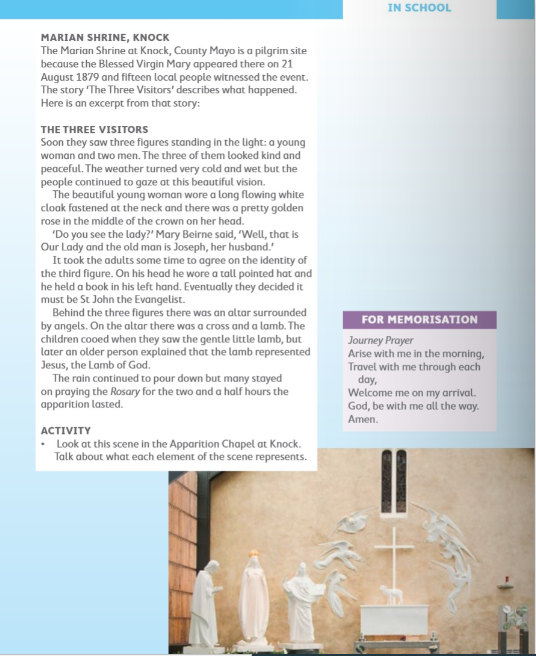 IN SCHOOL
MARIAN SHRINE, KNOCK
The Marian Shrine at Knock, County Mayo is a pilgrim site
because the Blessed Virgin Mary appeared there on 21
August 1879 and fifteen local people witnessed the event.
The story ‘The Three Visitors’ describes what happened.
Here is an excerpt from that story:
THE THREE VISITORS
Soon they saw three figures standing in the light: a young
woman and two men. The three of them looked kind and
peaceful. The weather turned very cold and wet but the
people continued to gaze at this beautiful vision.
The beautiful young woman wore a long flowing white
cloak fastened at the neck and there was a pretty golden
rose in the middle of the crown on her head.
‘Do you see the lady?’ Mary Beirne said, ‘Well, that is
Our Lady and the old man is Joseph, her husband.’
It took the adults some time to agree on the identity of
the third figure. On his head he wore a tall pointed hat and
he held a book in his left hand. Eventually they decided it
must be St John the Evangelist.
Behind the three figures there was an altar surrounded
by angels. On the altar there was a cross and a lamb. The
children cooed when they saw the gentle little lamb, but
later an older person explained that the lamb represented
Jesus, the Lamb of God.
The rain continued to pour down but many stayed
on praying the Rosary for the two and a half hours the
apparition lasted.
ACTIVITY
• Look at this scene in the Apparition Chapel at Knock.
Talk about what each element of the scene represents.
FOR MEMORISATION
Journey Prayer
Arise with me in the morning,
Travel with me through each
day,
Welcome me on my arrival.
God, be with me all the way.
Amen.